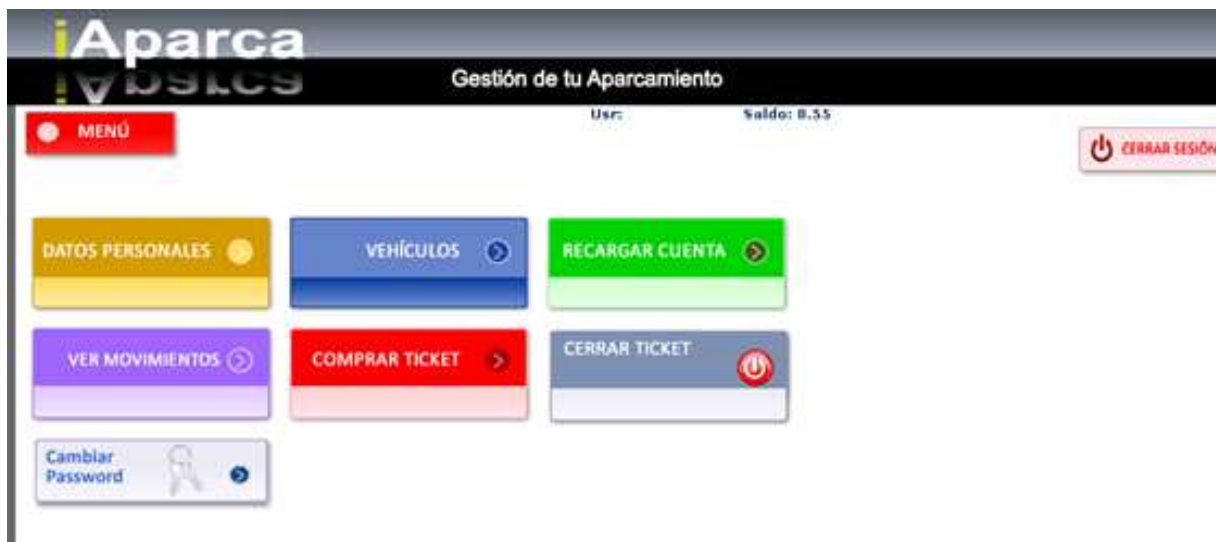 iAparca
Gestión de tu Aparcamiento
Usr: Saldo: 8.55
MENÚ
CERRAR SESIÓN
DATOS PERSONALES
VEHÍCULOS
RECARGAR CUENTA
VER MOVIMIENTOS
COMPRAR TICKET
CERRAR TICKET
Cambiar
Password